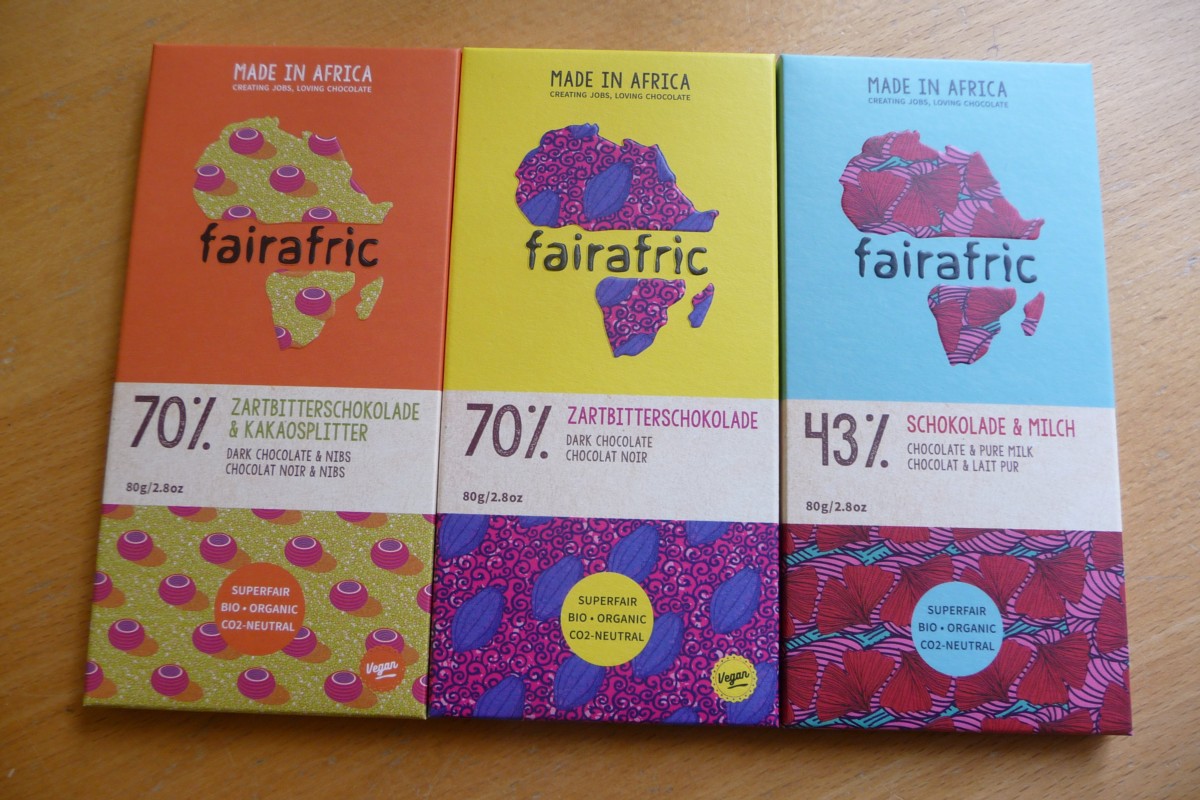 MADE IN AFRICA
CREATING JOBS, LOVING CHOCOLATE
fairafric
70%
ZARTBITTERSCHOKOLADE
& KAKAOSPLITTER
DARK CHOCOLATE & NIBS
CHOCOLAT NOIR & NIBS
80g/2.8oz
SUPERFAIR
BIO • ORGANIC
CO2-NEUTRAL
Vegan
MADE IN AFRICA
CREATING JOBS, LOVING CHOCOLATE
fairafric
70%
ZARTBITTERSCHOKOLADE
DARK CHOCOLATE
CHOCOLAT NOIR
80g/2.8oz
SUPERFAIR
BIO • ORGANIC
CO2-NEUTRAL
Vegan
MADE IN AFRICA
CREATING JOBS, LOVING CHOCOLATE
fairafric
43%
SCHOKOLADE & MILCH
CHOCOLATE & PURE MILK
CHOCOLAT & LAIT PUR
80g/2.8oz
SUPERFAIR
BIO • ORGANIC
CO2-NEUTRAL